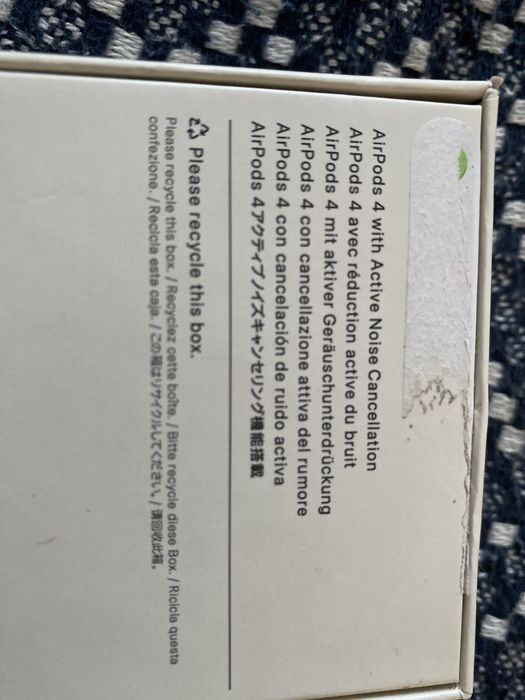 AirPods 4 with Active Noise Cancellation
AirPods 4 avec réduction active du bruit
AirPods 4 mit aktiver Geräuschunterdrückung
AirPods 4 con cancellazione attiva del rumore
AirPods 4 con cancelación de ruido activa
AirPods 4アクティブノイズキャンセリング機能搭載
Please recycle this box.
Please recycle this box. / Recyclez cette boîte. / Bitte recycle diese Box. / Ricicla questa
confezione. / Recicla esta caja. / この箱はリサイクルしてください。/ 请回收此箱。